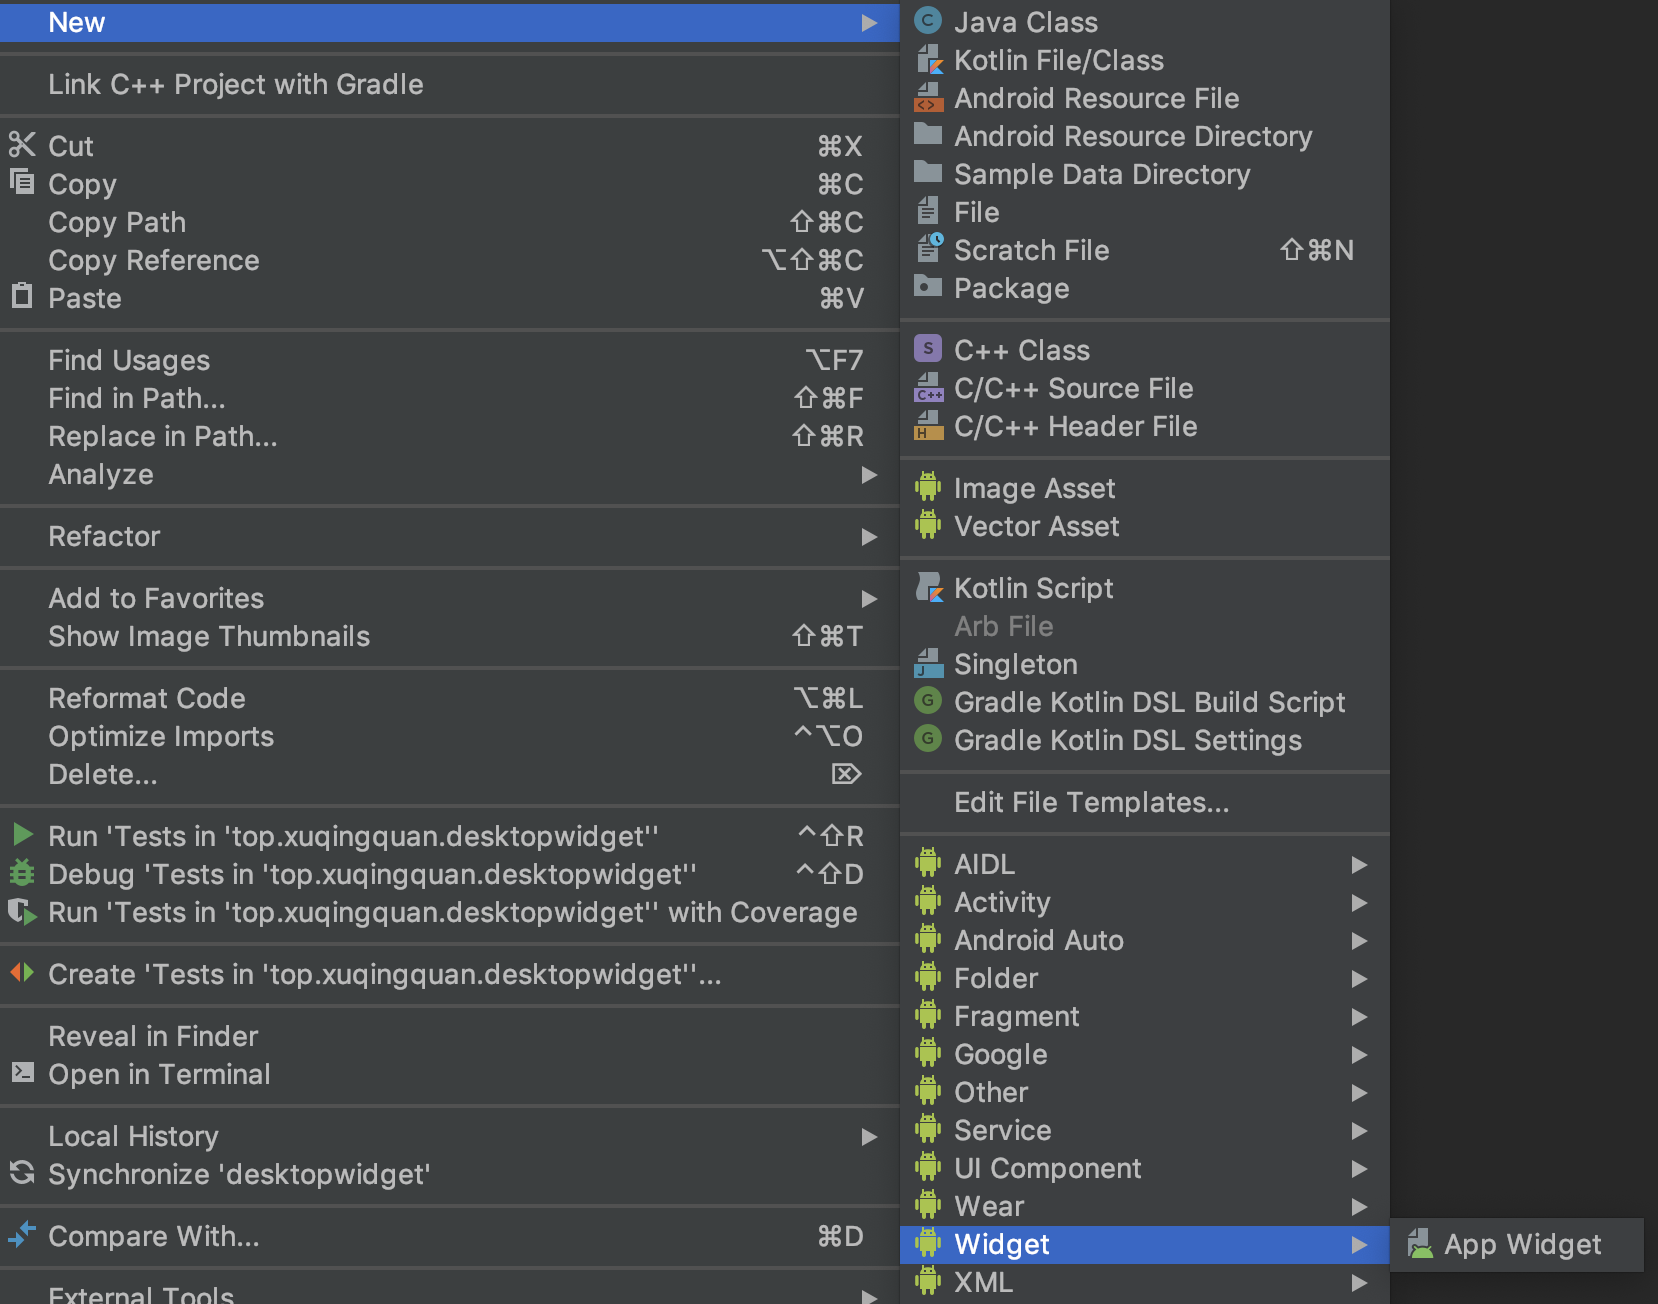 New
Link C++ Project with Gradle
Cut ⌘X
Copy ⌘C
Copy Path ⇧⌘C
Copy Reference ⌥⇧⌘C
Paste ⌘V
Find Usages ⌥F7
Find in Path... ⇧⌘F
Replace in Path... ⇧⌘R
Analyze
Refactor
Add to Favorites
Show Image Thumbnails ⇧⌘T
Reformat Code ⌥⌘L
Optimize Imports ^⌥O
Delete... ⌦
Run 'Tests in 'top.xuqingquan.desktopwidget'' ^⇧R
Debug 'Tests in 'top.xuqingquan.desktopwidget'' ^⇧D
Run 'Tests in 'top.xuqingquan.desktopwidget'' with Coverage
Create 'Tests in 'top.xuqingquan.desktopwidget''...
Reveal in Finder
Open in Terminal
Local History
Synchronize 'desktopwidget'
Compare With... ⌘D
External Tools
C Java Class
Kotlin File/Class
<> Android Resource File
Android Resource Directory
Sample Data Directory
File
Scratch File ⇧⌘N
Package
S C++ Class
C++ C/C++ Source File
H C/C++ Header File
Image Asset
Vector Asset
Kotlin Script
Arb File
J Singleton
G Gradle Kotlin DSL Build Script
G Gradle Kotlin DSL Settings
Edit File Templates...
AIDL
Activity
Android Auto
Folder
Fragment
Google
Other
Service
UI Component
Wear
Widget
XML
App Widget